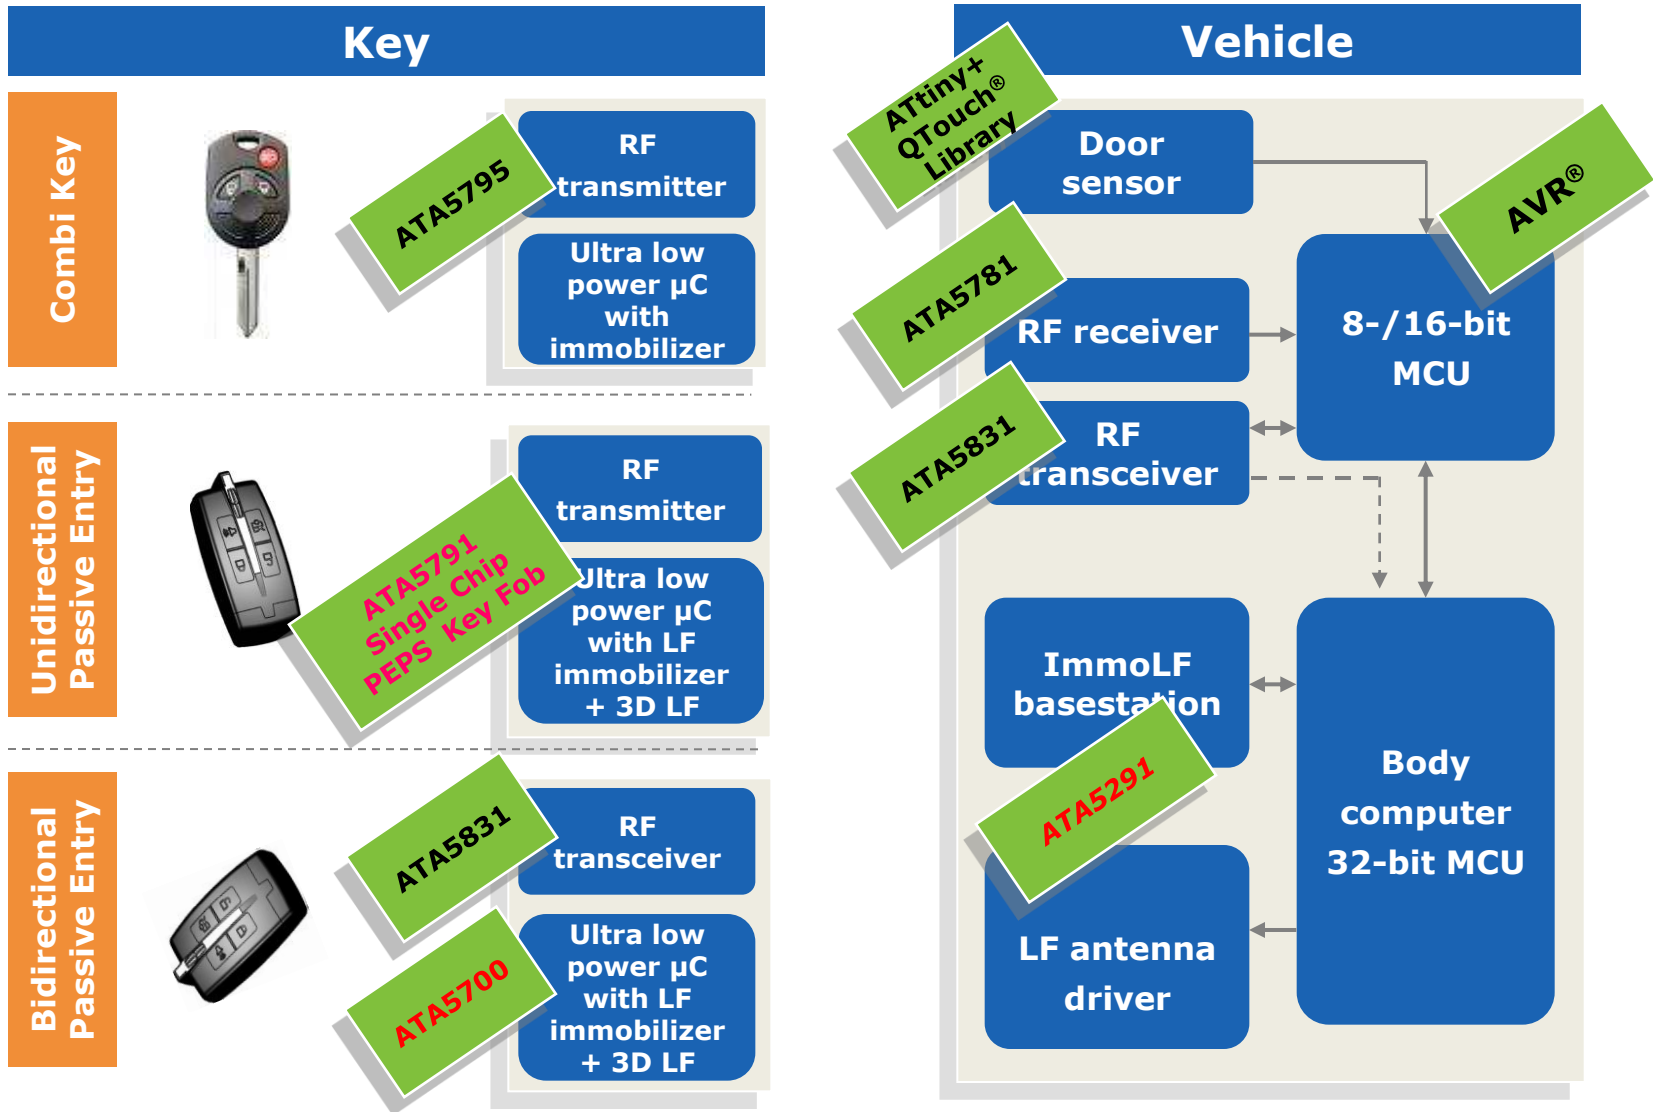 Key
Combi Key
ATA5795
RF
transmitter
Ultra low
power µC
with
immobilizer
Unidirectional
Passive Entry
ATA5791
Single Chip
PEPS Key Fob
RF
transmitter
Ultra low
power µC
with LF
immobilizer
+ 3D LF
Bidirectional
Passive Entry
ATA5831
ATA5700
RF
transceiver
Ultra low
power µC
with LF
immobilizer
+ 3D LF
Vehicle
ATtiny+
QTouch®
Library
Door
sensor
AVR®
ATA5781
RF receiver
8-/16-bit
MCU
ATA5831
RF
transceiver
ImmoLF
basestation
ATA5291
LF antenna
driver
Body
computer
32-bit MCU